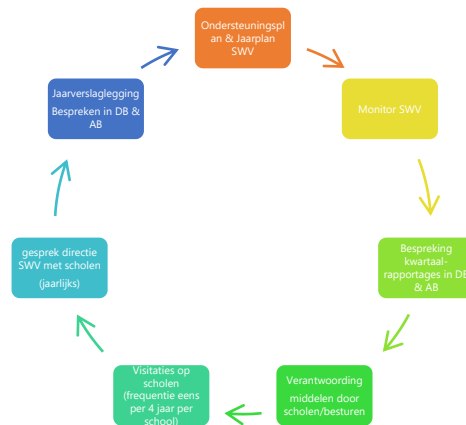 Ondersteuningspl
an & Jaarplan
SWV
Monitor SWV
Bespreking
kwartaal-
rapportages in DB
& AB
Verantwoording
middelen door
scholen/besturen
Visitaties op
scholen
(frequentie eens
per 4 jaar per
school)
gesprek directie
SWV met scholen
(jaarlijks)
Jaarverslaglegging
Bespreken in DB &
AB